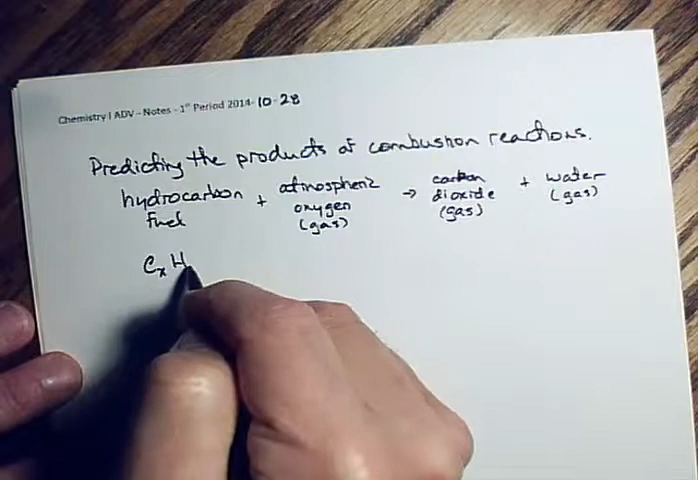 Chemistry I ADV – Notes – 1st Period 2014-10-28
Predicting the products of combustion reactions.
hydrocarbon + atmospheric → carbon + water
fuel oxygen dioxide (gas)
(gas) (gas)
CxH